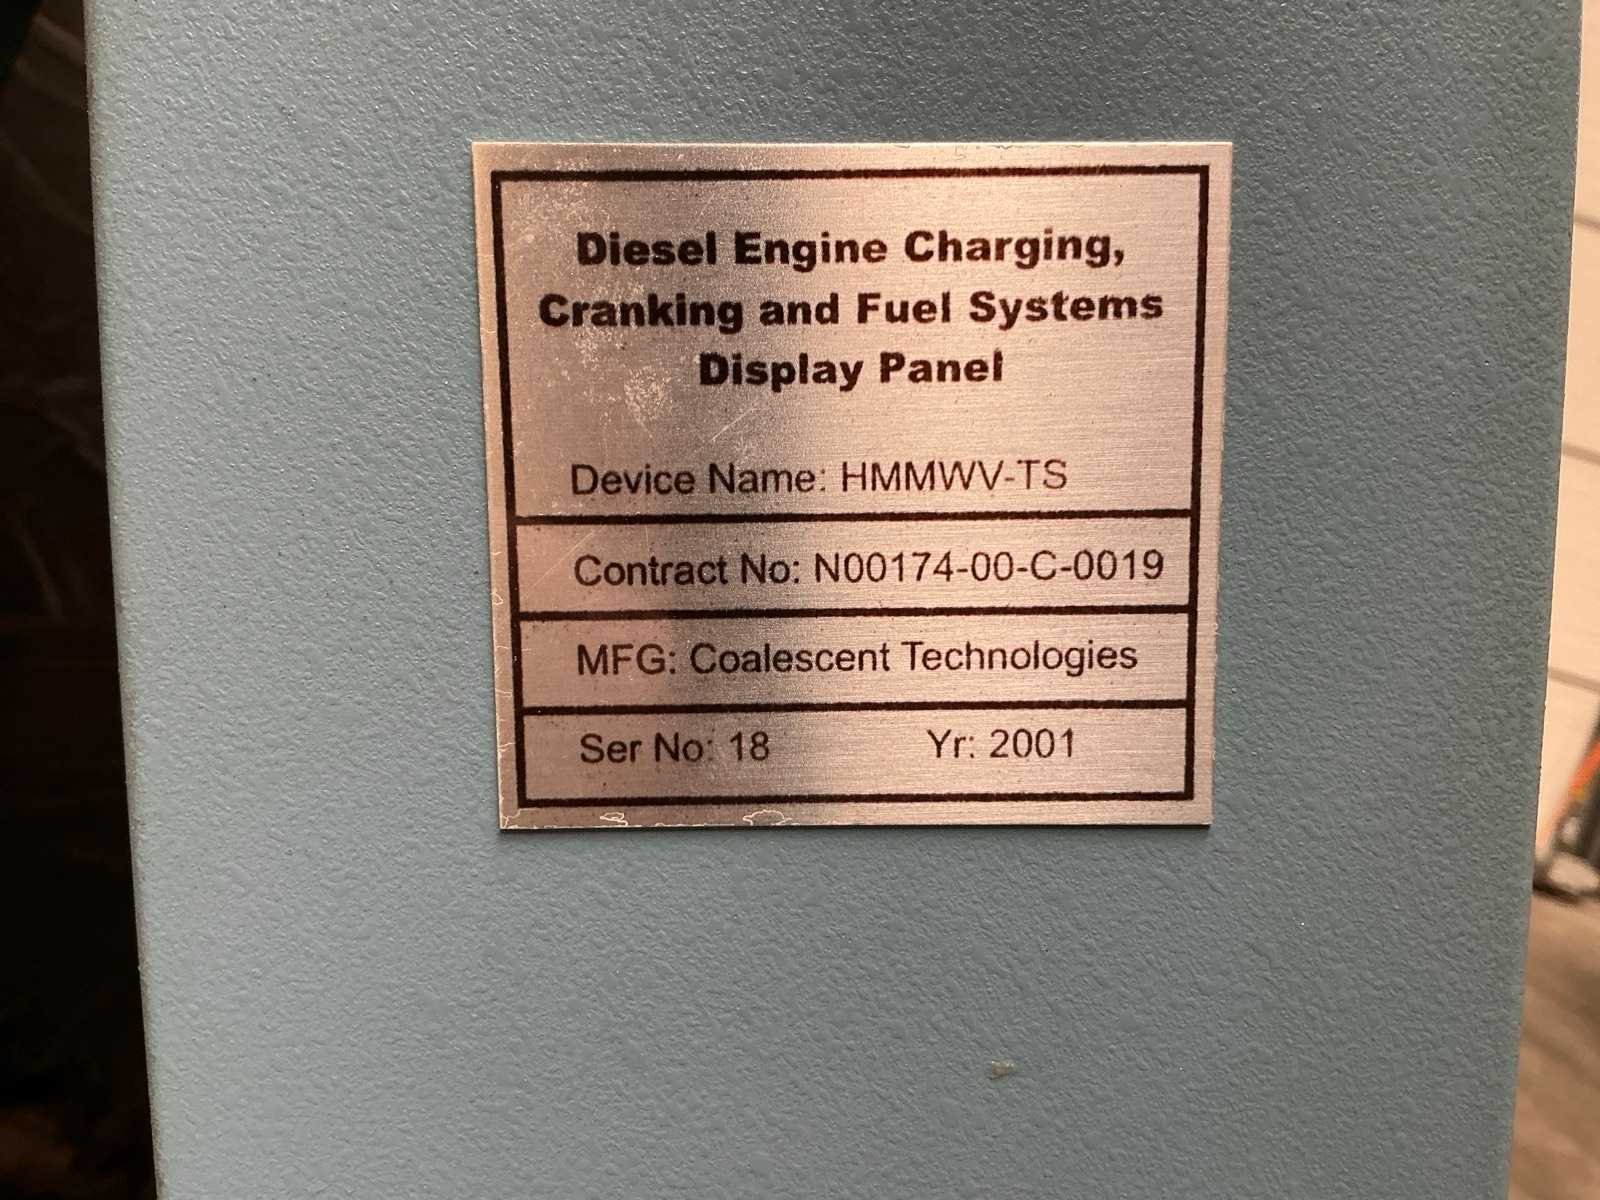 Diesel Engine Charging,
Cranking and Fuel Systems
Display Panel
Device Name: HMMWV-TS
Contract No: N00174-00-C-0019
MFG: Coalescent Technologies
Ser No: 18 Yr: 2001